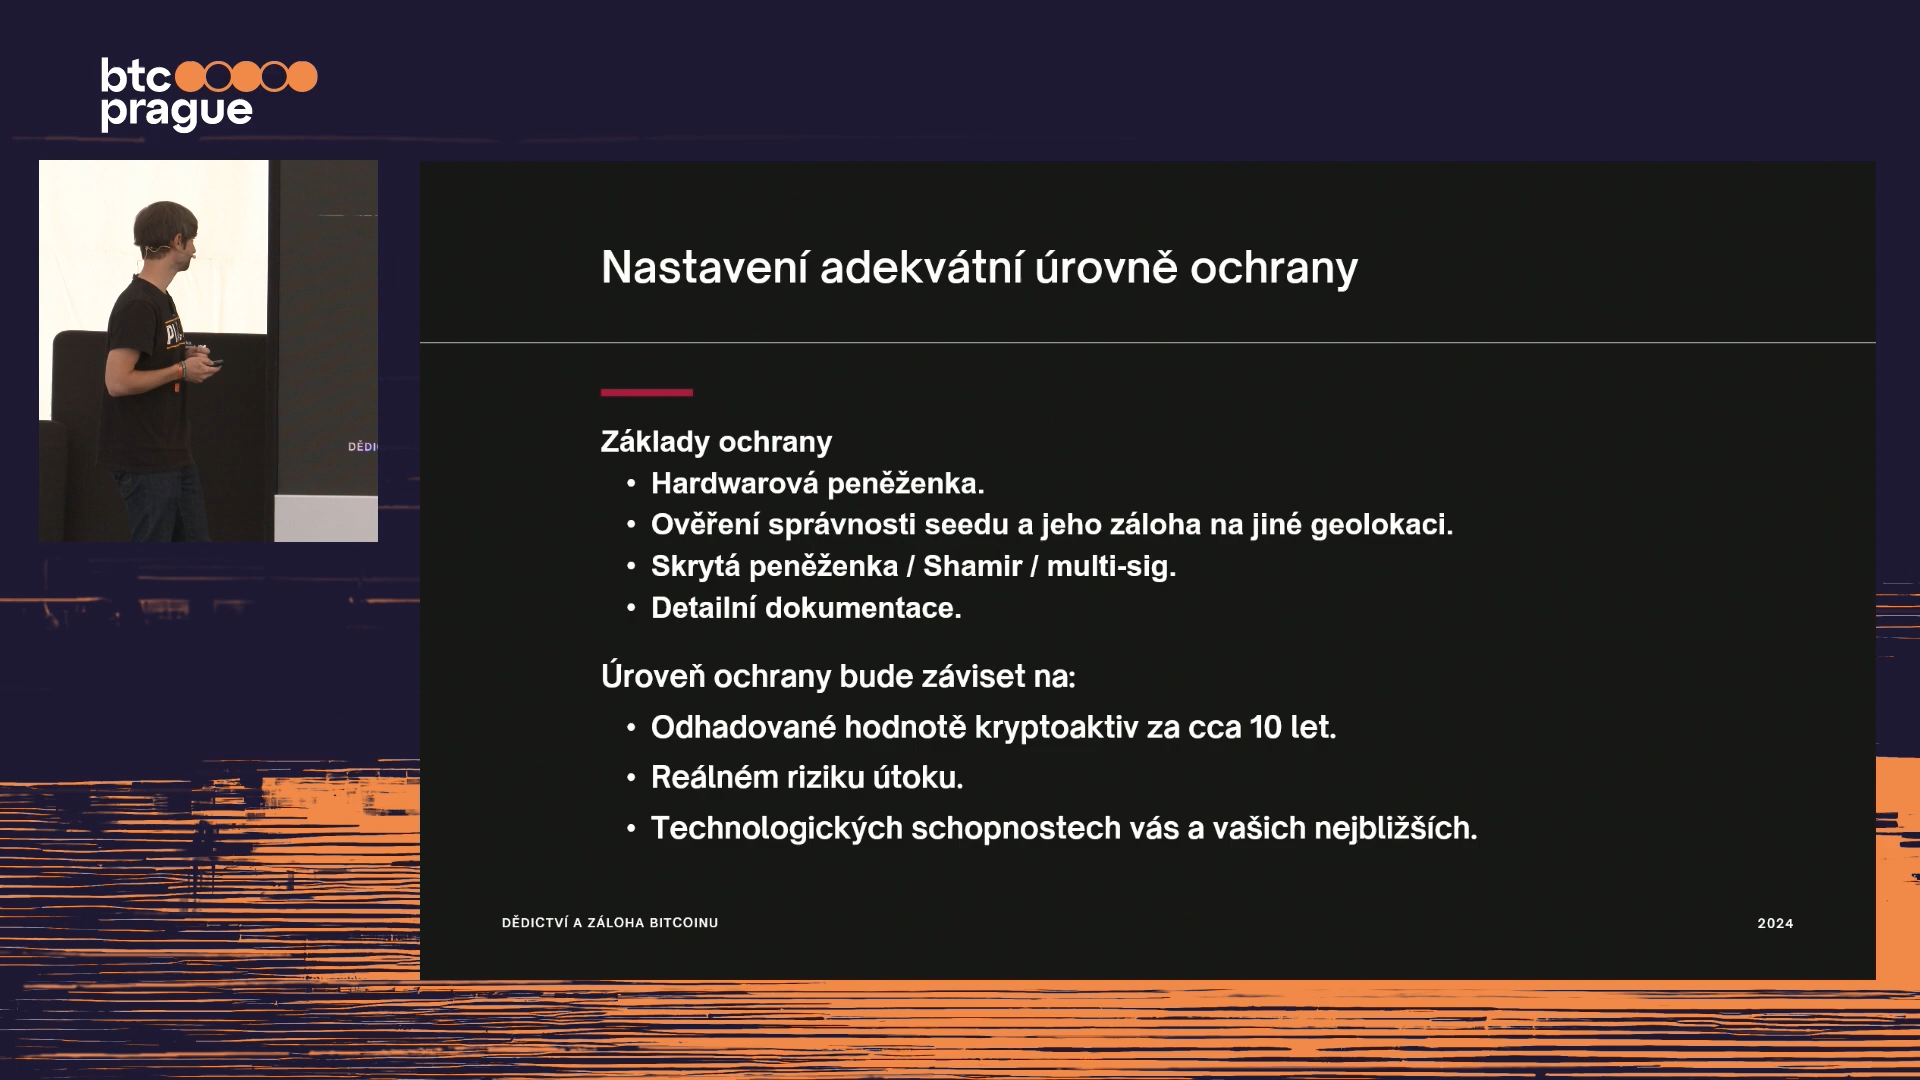 btc
prague
DĚDI
Nastavení adekvátní úrovně ochrany
Základy ochrany
• Hardwarová peněženka.
• Ověření správnosti seedu a jeho záloha na jiné geolokaci.
• Skrytá peněženka / Shamir / multi-sig.
• Detailní dokumentace.
Úroveň ochrany bude záviset na:
• Odhadované hodnotě kryptoaktiv za cca 10 let.
• Reálném riziku útoku.
• Technologických schopnostech vás a vašich nejbližších.
DĚDICTVÍ A ZÁLOHA BITCOINU
2024